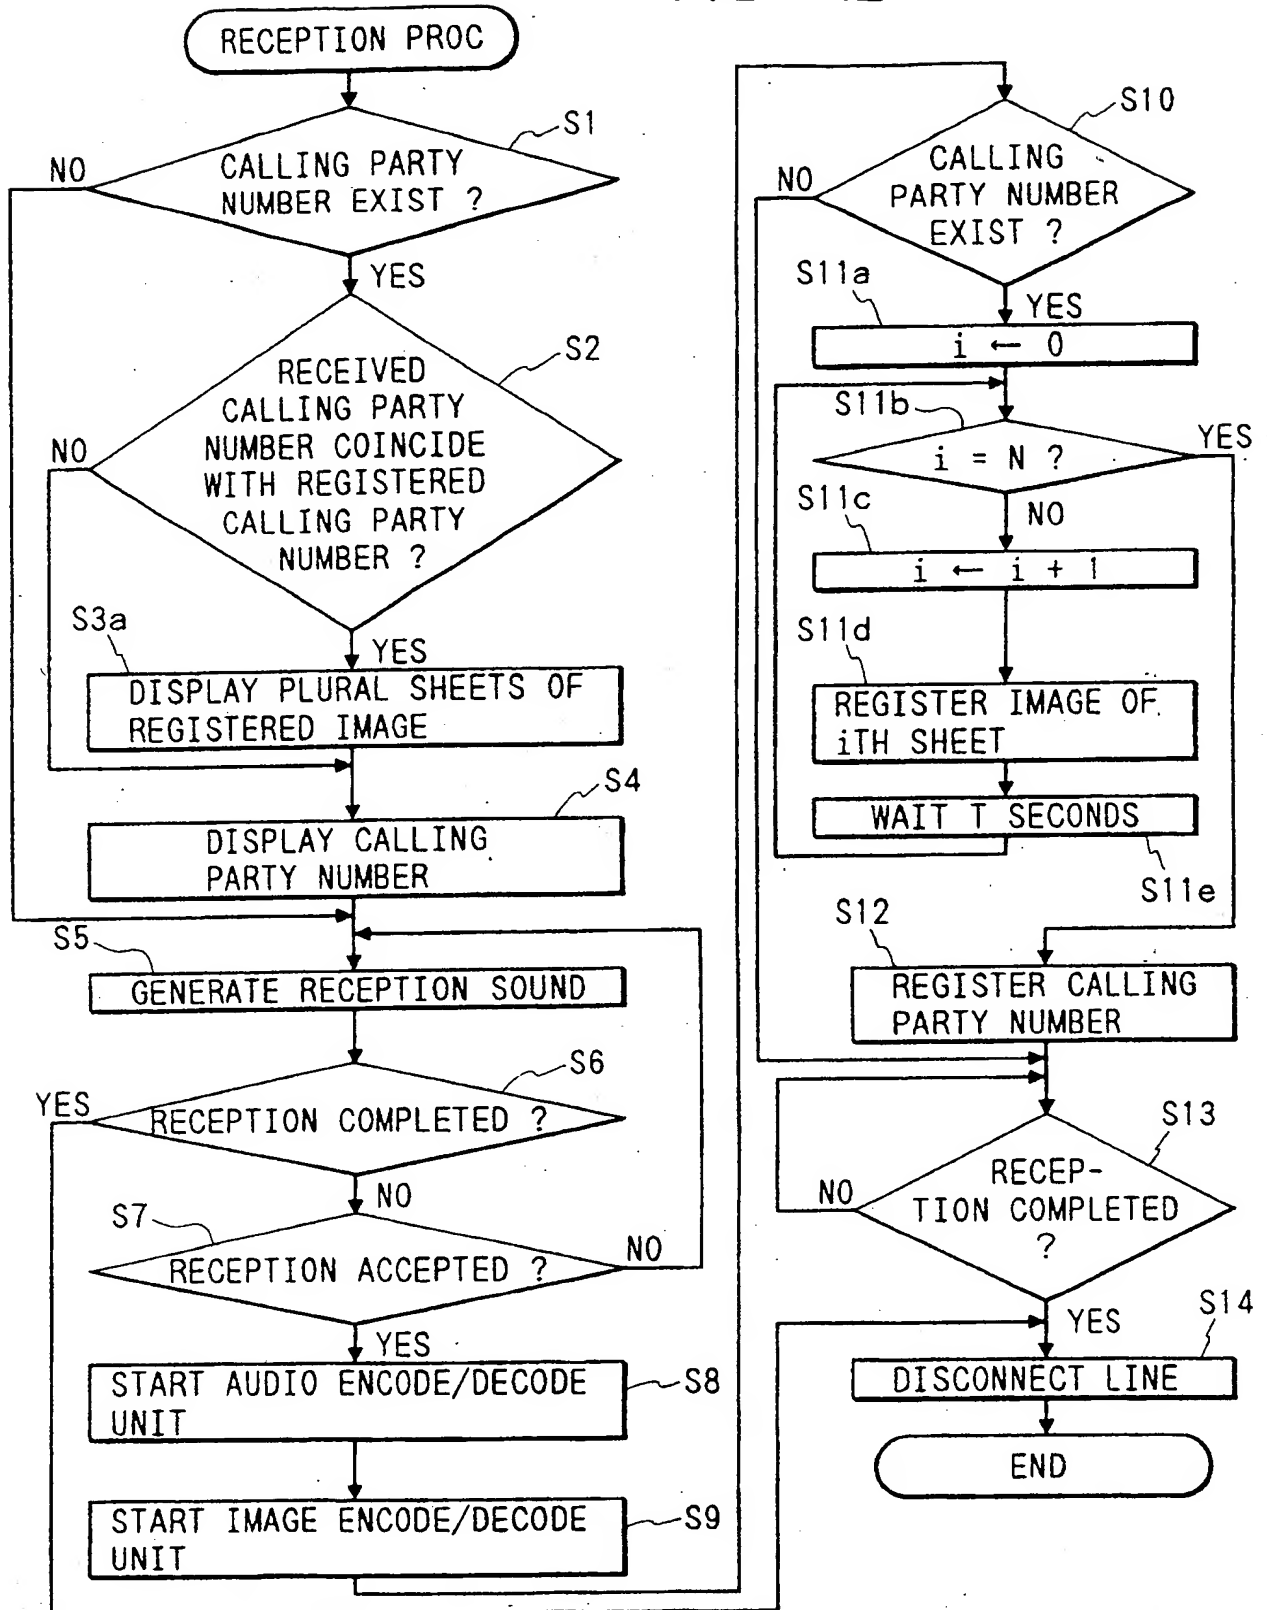 RECEPTION PROC
S1
CALLING PARTY
NUMBER EXIST ?
NO
YES
S2
RECEIVED
CALLING PARTY
NUMBER COINCIDE
WITH REGISTERED
CALLING PARTY
NUMBER ?
NO
YES
S3a
DISPLAY PLURAL SHEETS OF
REGISTERED IMAGE
S4
DISPLAY CALLING
PARTY NUMBER
S5
GENERATE RECEPTION SOUND
S6
RECEPTION COMPLETED ?
YES
NO
S7
RECEPTION ACCEPTED ?
NO
YES
START AUDIO ENCODE/DECODE
UNIT
S8
START IMAGE ENCODE/DECODE
UNIT
S9
S10
CALLING
PARTY NUMBER
EXIST ?
NO
YES
S11a
i ← 0
S11b
i = N ?
YES
NO
S11c
i ← i + 1
S11d
REGISTER IMAGE OF
iTH SHEET
WAIT T SECONDS
S11e
S12
REGISTER CALLING
PARTY NUMBER
S13
RECEP-
TION COMPLETED
?
NO
YES
S14
DISCONNECT LINE
END